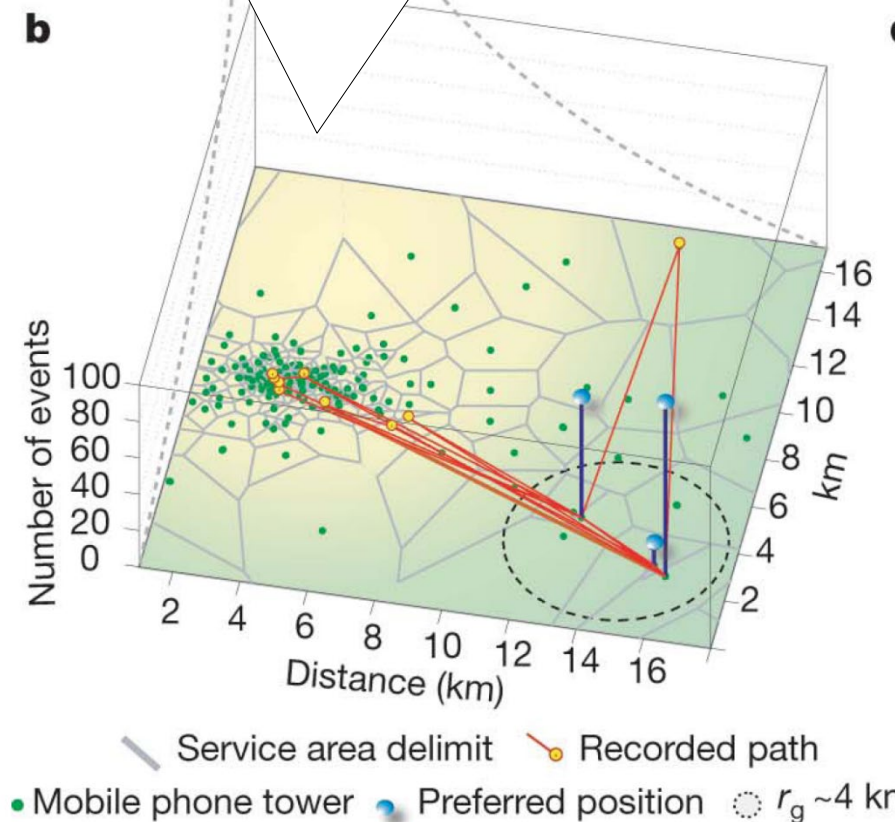 b
Number of events
100
80
60
40
20
0
2
4
6
8
10
12
14
16
Distance (km)
16
14
12
10
8
6
4
2
km
Service area delimit
Recorded path
Mobile phone tower
Preferred position
rg ~4